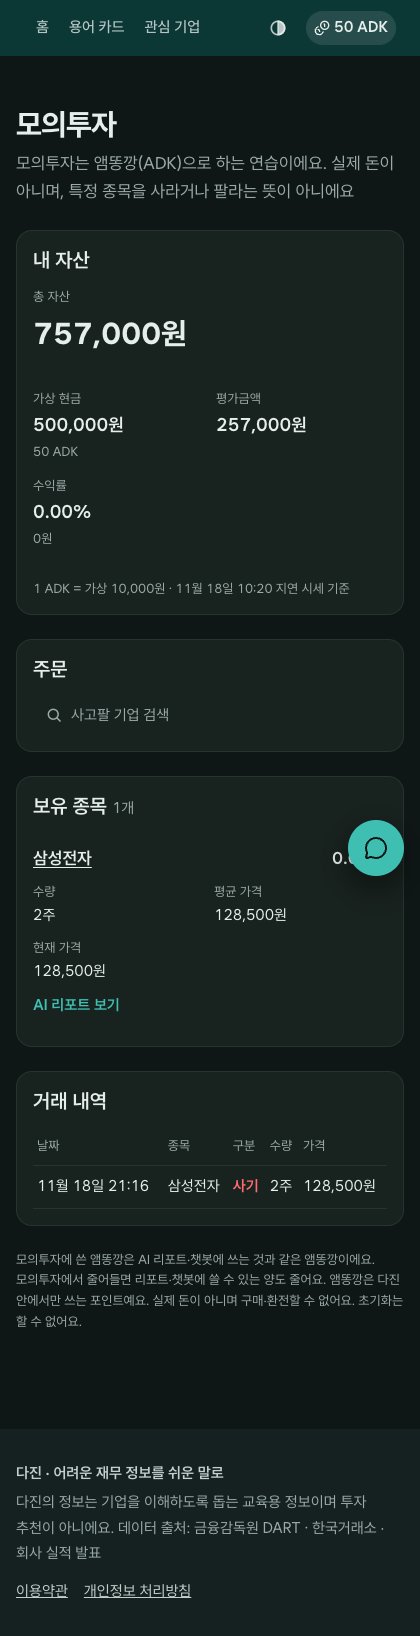 홈 용어 카드 관심 기업 50 ADK
모의투자
모의투자는 앰똥깡(ADK)으로 하는 연습이에요. 실제 돈이
아니며, 특정 종목을 사라거나 팔라는 뜻이 아니에요
내 자산
총 자산
757,000원
가상 현금 평가금액
500,000원 257,000원
50 ADK
수익률
0.00%
0원
1 ADK = 가상 10,000원 · 11월 18일 10:20 지연 시세 기준
주문
사고팔 기업 검색
보유 종목 1개
삼성전자
수량 평균 가격
2주 128,500원
현재 가격
128,500원
AI 리포트 보기
거래 내역
날짜 종목 구분 수량 가격
11월 18일 21:16 삼성전자 사기 2주 128,500원
모의투자에 쓴 앰똥깡은 AI 리포트·챗봇에 쓰는 것과 같은 앰똥깡이에요.
모의투자에서 줄어들면 리포트·챗봇에 쓸 수 있는 양도 줄어요. 앰똥깡은 다진
안에서만 쓰는 포인트예요. 실제 돈이 아니며 구매·환전할 수 없어요. 초기화는
할 수 없어요.
다진 · 어려운 재무 정보를 쉬운 말로
다진의 정보는 기업을 이해하도록 돕는 교육용 정보이며 투자
추천이 아니에요. 데이터 출처: 금융감독원 DART · 한국거래소 ·
회사 실적 발표
이용약관 개인정보 처리방침